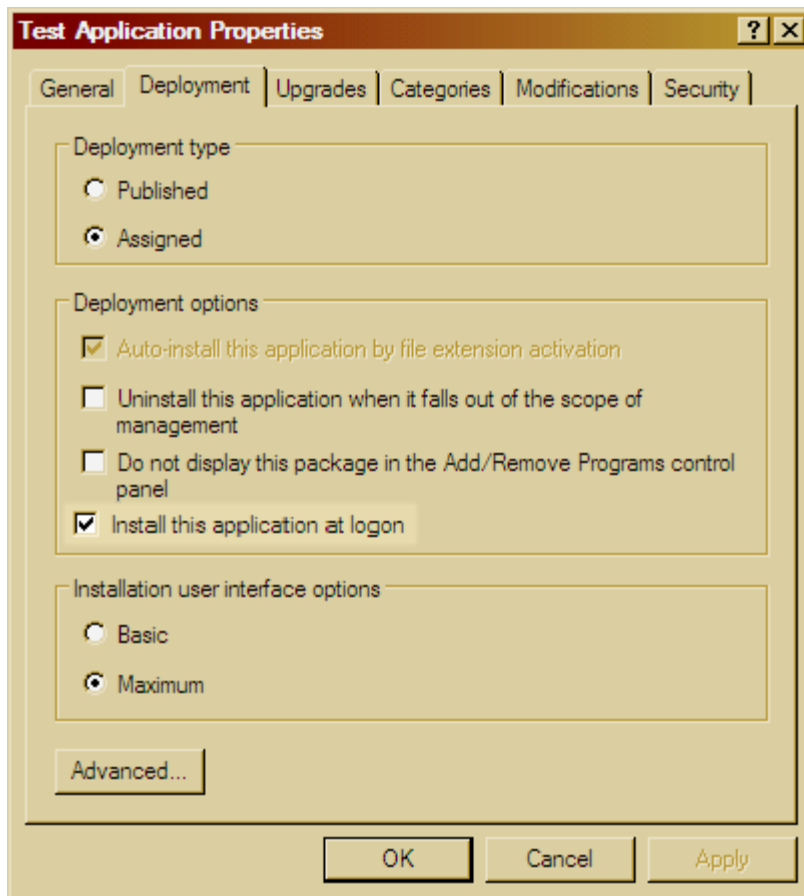 Test Application Properties
General Deployment Upgrades Categories Modifications Security
Deployment type
Published
Assigned
Deployment options
Auto-install this application by file extension activation
Uninstall this application when it falls out of the scope of
management
Do not display this package in the Add/Remove Programs control
panel
Install this application at logon
Installation user interface options
Basic
Maximum
Advanced...
OK Cancel Apply